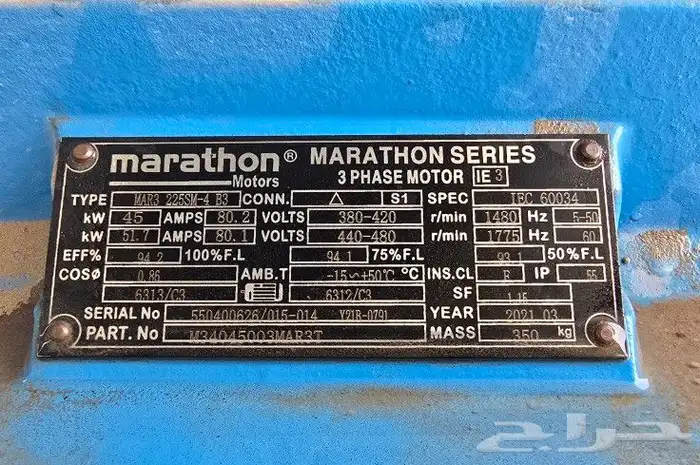 marathon® MARATHON SERIES
Motors 3 PHASE MOTOR IE3
TYPE MAR3 225SM-4 B3 CONN. △ S1 SPEC IEC 60034
kW 45 AMPS 80.2 VOLTS 380-420 r/min 1480 Hz 5-50
kW 51.7 AMPS 80.1 VOLTS 440-480 r/min 1775 Hz 60
EFF% 94.2 100%F.L 94.1 75%F.L 93.1 50%F.L
COSØ 0.86 AMB.T -15∽+50℃ °C INS.CL F IP 55
6313/C3 6312/C3 SF 1.15
SERIAL No 550400626/015-014 Y21R-0791 YEAR 2021.03
PART. No M34045003MAR3T MASS 350 kg
حراج